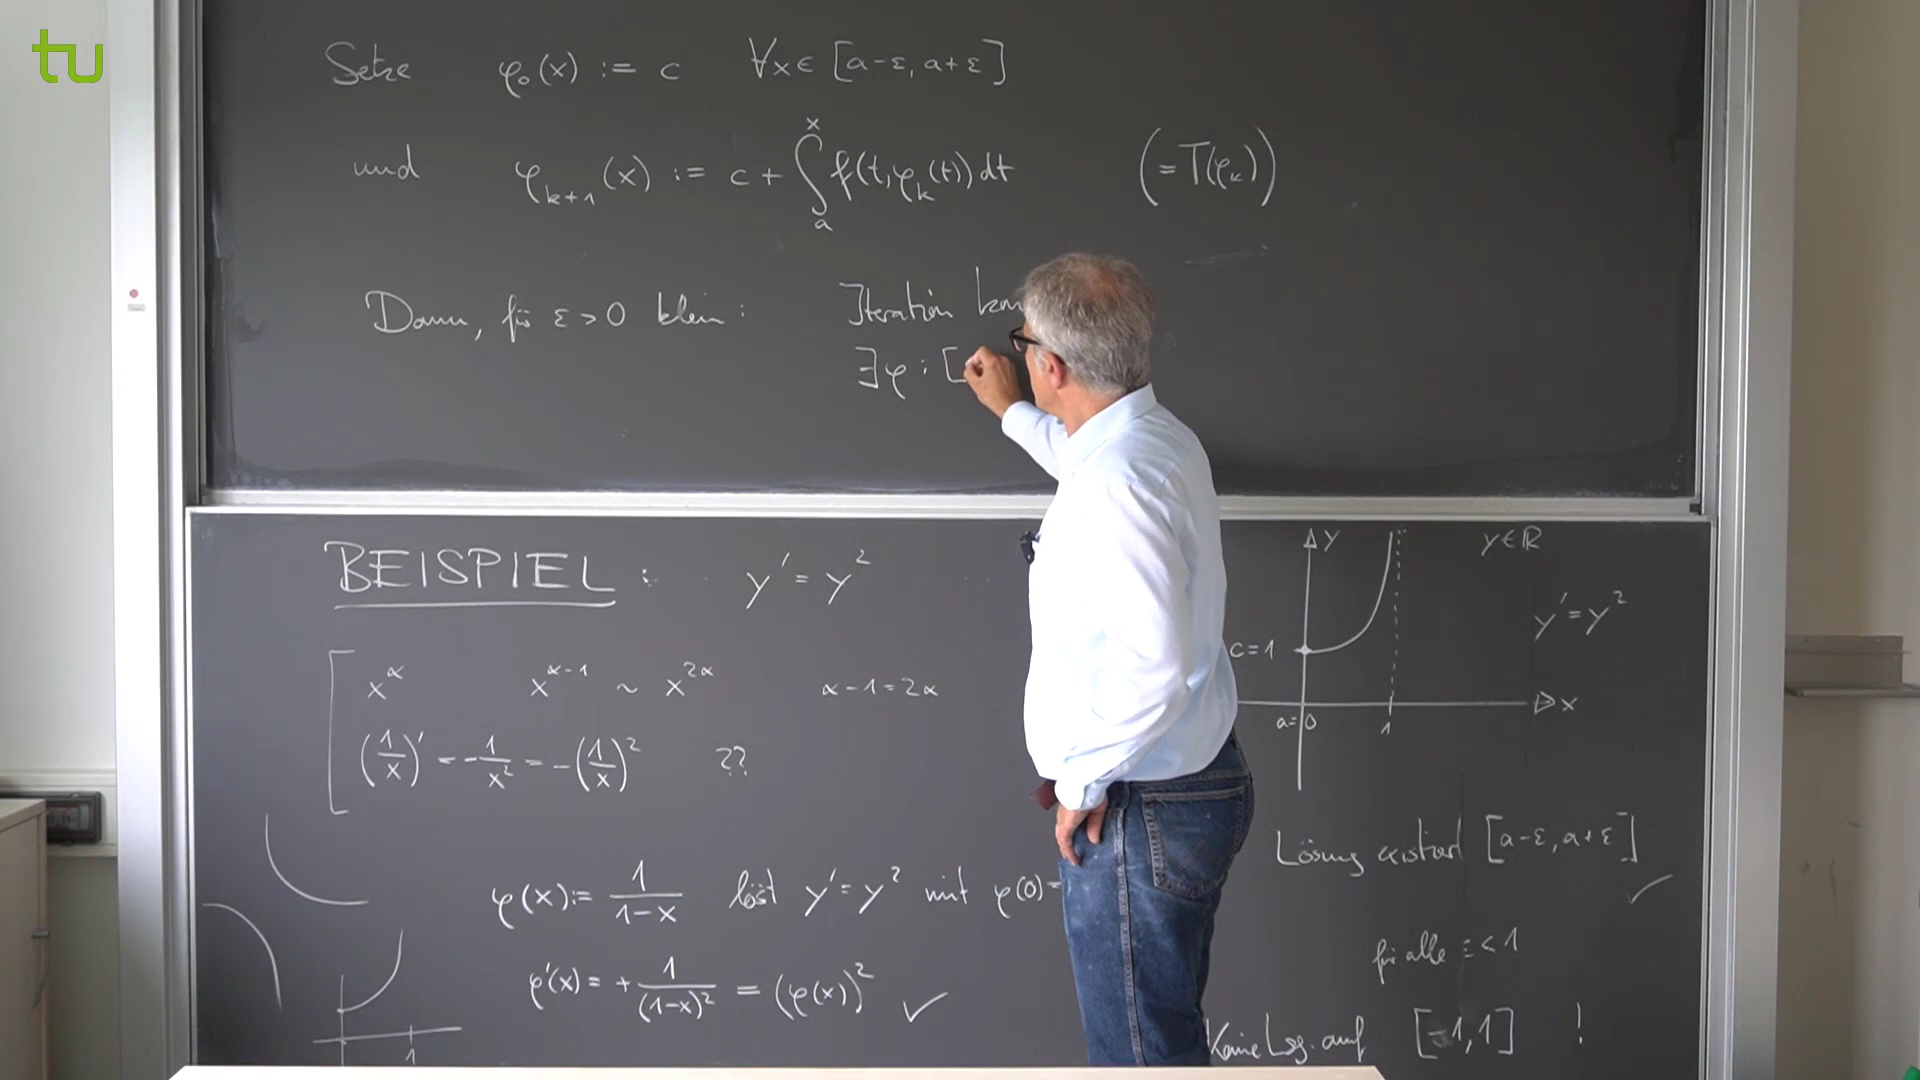 tu
Setze φ₀(x) := c ∀x∈ [a-ε, a+ε]
und φₖ₊₁(x) := c + ∫ₐˣ f(t,φₖ(t)) dt (= T(φₖ))
Dann, für ε > 0 klein : Iteration kon
∃φ : [
BEISPIEL : y' = y²
x^α x^(α-1) ~ x^(2α) α-1=2α
(1/x)' = -1/x² = -(1/x)² ??
φ(x) := 1/(1-x) löst y' = y² mit φ(0)=
φ'(x) = + 1/(1-x)² = (φ(x))² ✓
1
y y∈ℝ
y' = y²
c=1
x
a=0 1
Lösung existiert [a-ε, a+ε]
✓
für alle ε < 1
Keine Lsg. auf [-1,1] !